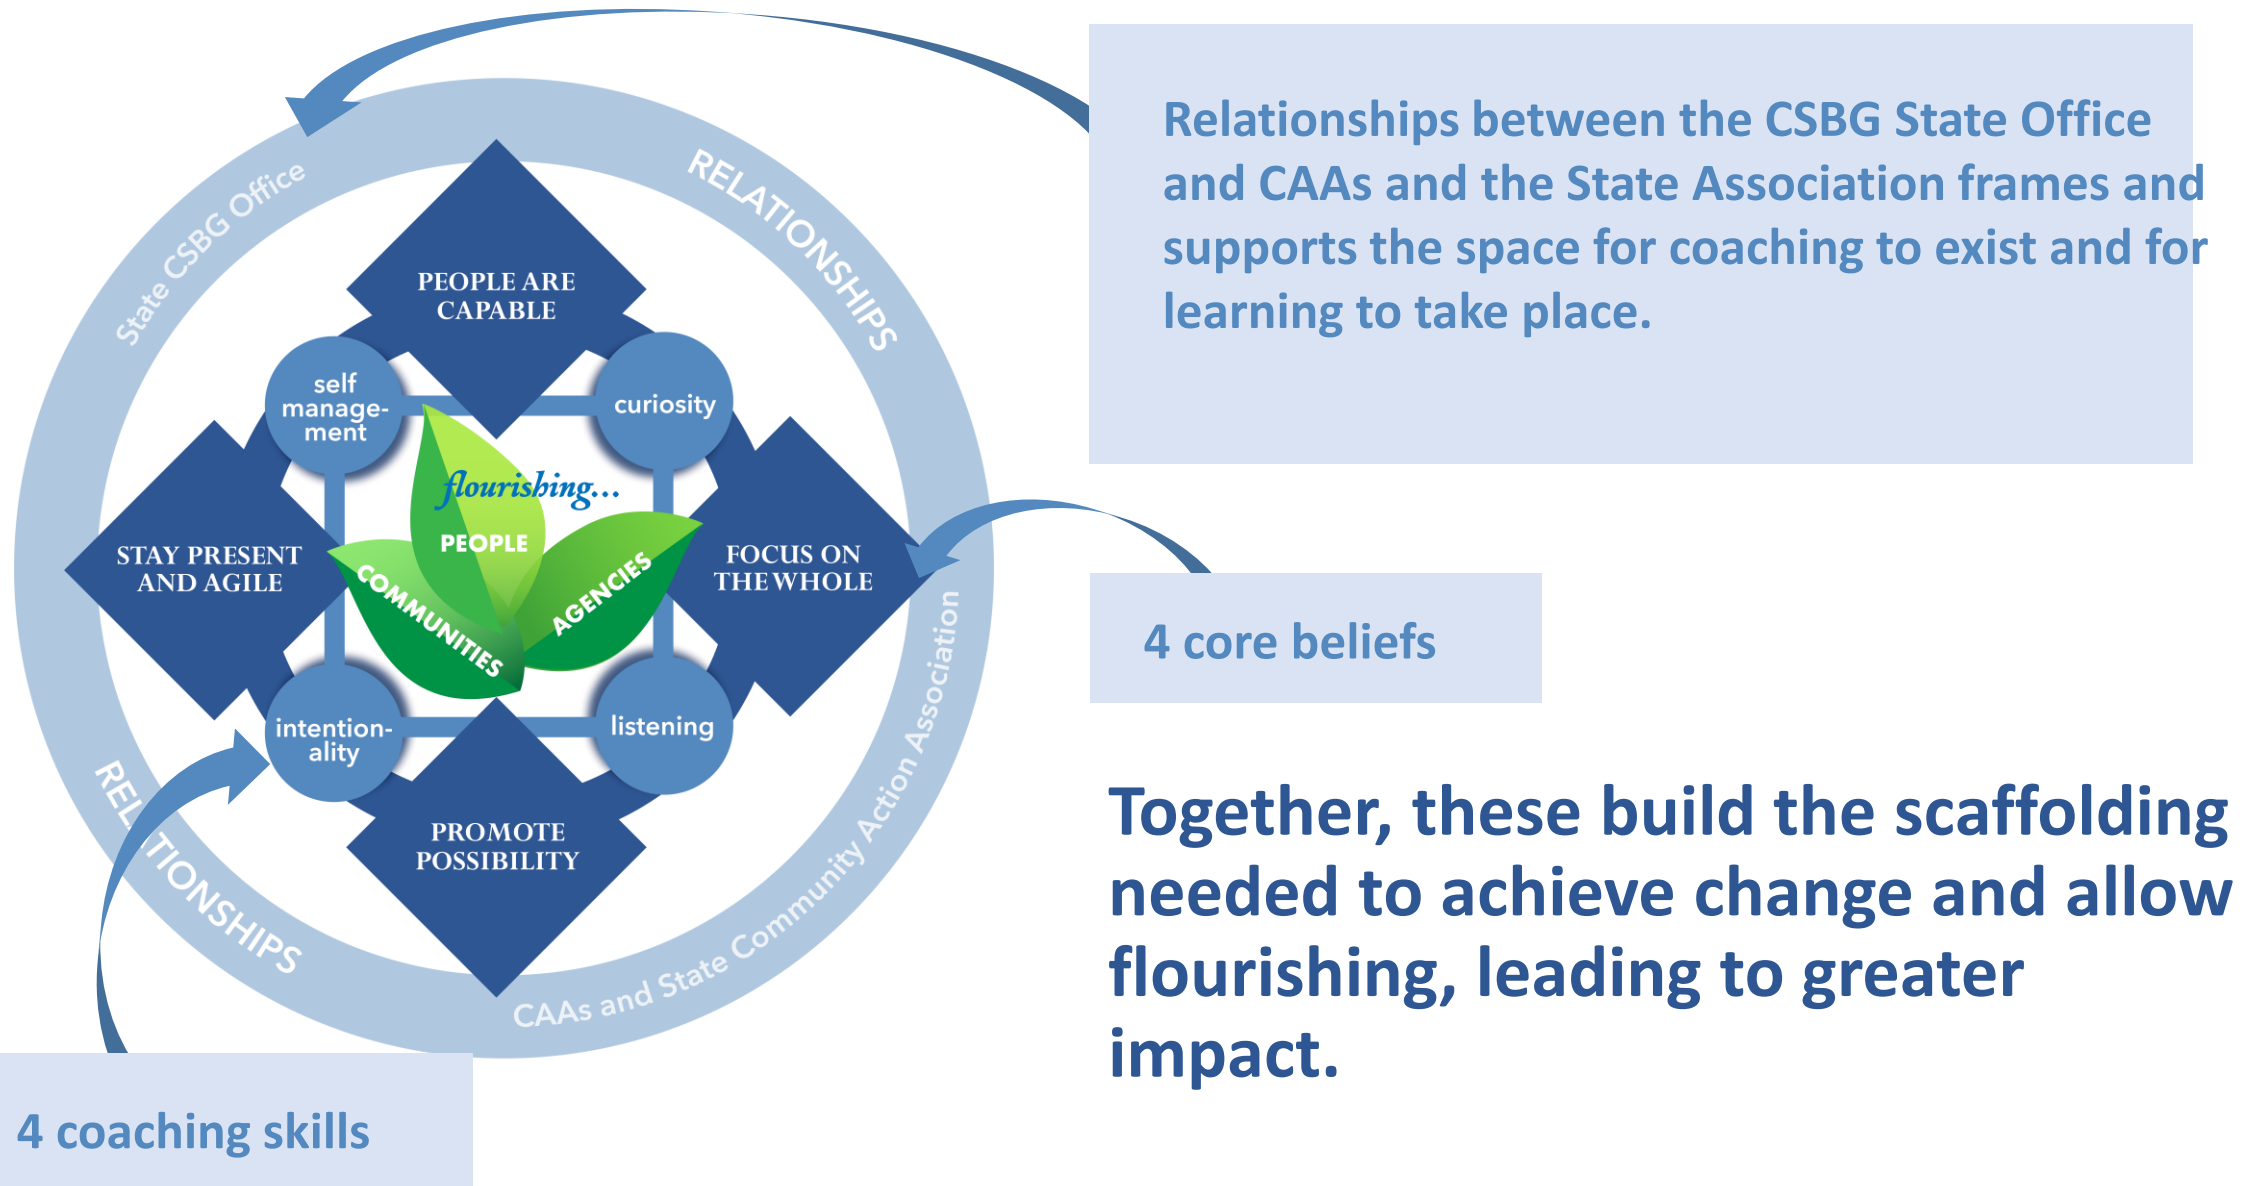 Relationships between the CSBG State Office
and CAAs and the State Association frames and
supports the space for coaching to exist and for
learning to take place.
State CSBG Office
RELATIONSHIPS
PEOPLE ARE
CAPABLE
self
manage-
ment
curiosity
flourishing...
PEOPLE
COMMUNITIES
AGENCIES
STAY PRESENT
AND AGILE
FOCUS ON
THE WHOLE
intention-
ality
listening
PROMOTE
POSSIBILITY
RELATIONSHIPS
CAAs and State Community Action Association
4 core beliefs
Together, these build the scaffolding
needed to achieve change and allow
flourishing, leading to greater
impact.
4 coaching skills